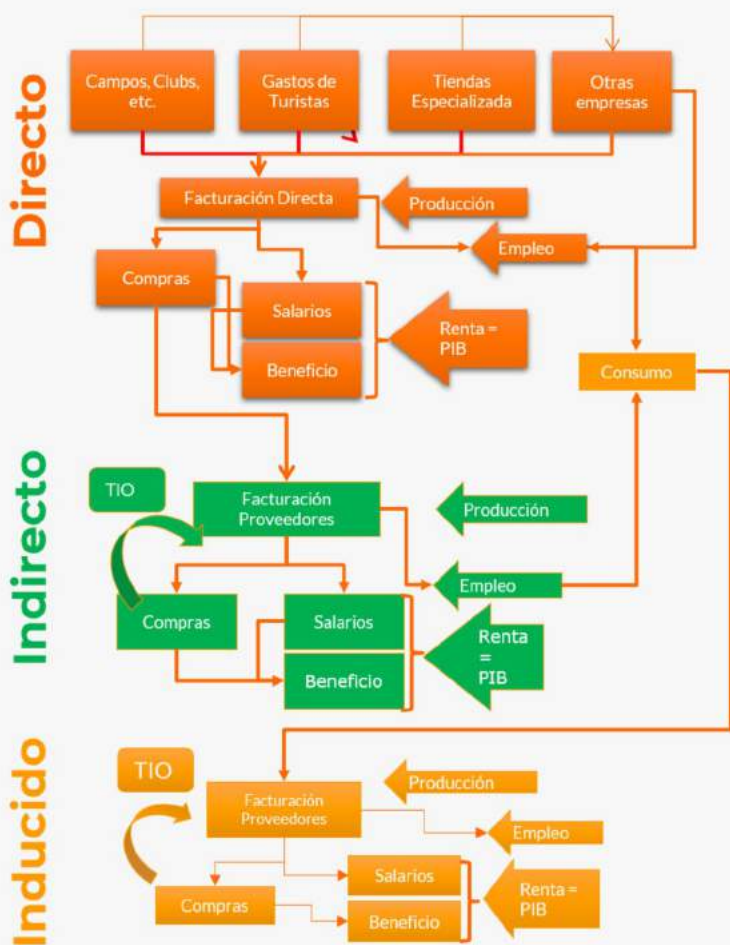 Directo
Campos, Clubs,
etc.
Gastos de
Turistas
Tiendas
Especializada
Otras
empresas
Facturación Directa
Producción
Empleo
Compras
Salarios
Beneficio
Renta =
PIB
Consumo
Indirecto
TIO
Facturación
Proveedores
Producción
Empleo
Compras
Salarios
Beneficio
Renta
=
PIB
Inducido
TIO
Facturación
Proveedores
Producción
Empleo
Compras
Salarios
Beneficio
Renta =
PIB